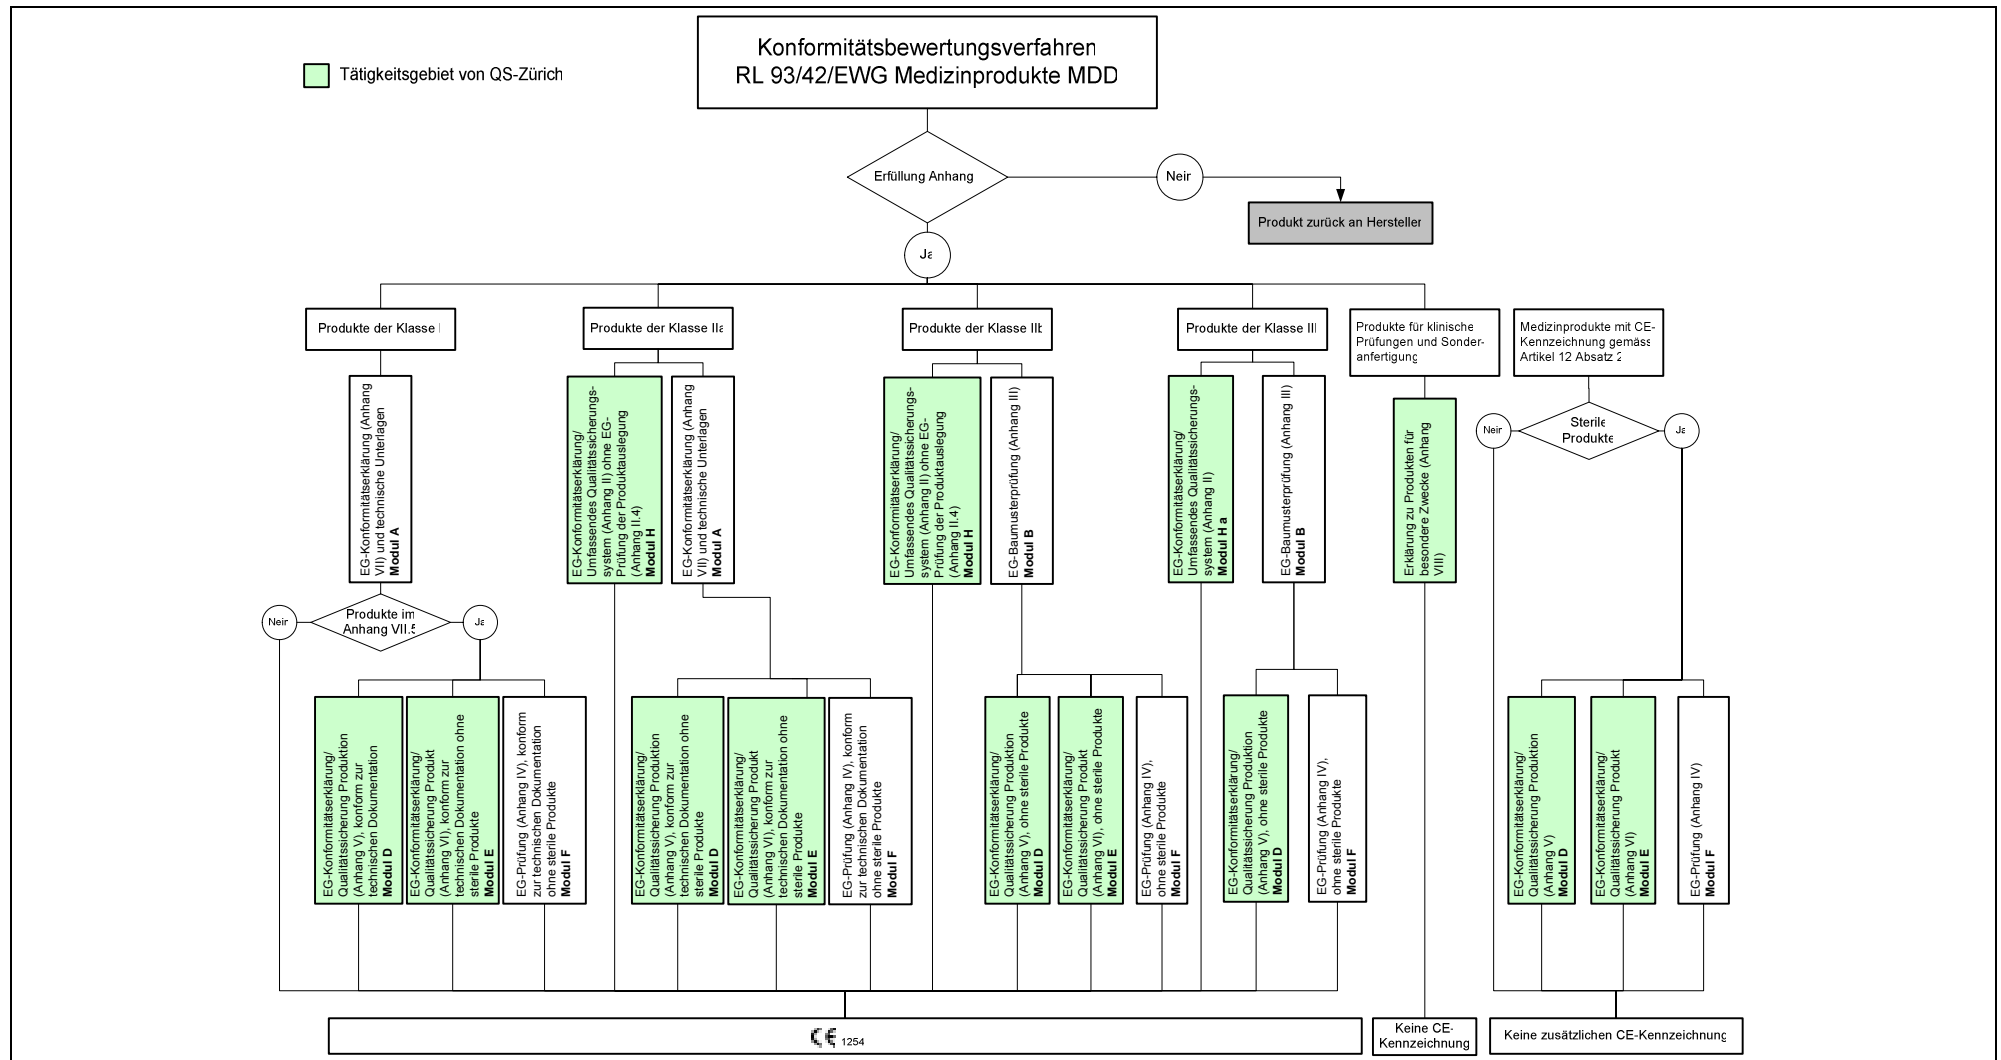 Konformitätsbewertungsverfahren
RL 93/42/EWG Medizinprodukte MDD
Tätigkeitsgebiet von QS-Zürich
Erfüllung Anhang
Nein
Produkt zurück an Hersteller
Ja
Produkte der Klasse I
Produkte der Klasse IIa
Produkte der Klasse IIb
Produkte der Klasse III
Produkte für klinische
Prüfungen und Sonder-
anfertigung
Medizinprodukte mit CE-
Kennzeichnung gemäss
Artikel 12 Absatz 2
EG-Konformitätserklärung (Anhang
VII) und technische Unterlagen
Modul A
EG-Konformitätserklärung/
Umfassendes Qualitätssicherungs-
system (Anhang II) ohne EG-
Prüfung der Produktauslegung
(Anhang II.4)
Modul H
EG-Konformitätserklärung (Anhang
VII) und technische Unterlagen
Modul A
EG-Konformitätserklärung/
Umfassendes Qualitätssicherungs-
system (Anhang II) ohne EG-
Prüfung der Produktauslegung
(Anhang II.4)
Modul H
EG-Baumusterprüfung (Anhang III)
Modul B
EG-Konformitätserklärung/
Umfassendes Qualitätssicherungs-
system (Anhang II)
Modul H a
EG-Baumusterprüfung (Anhang III)
Modul B
Erklärung zu Produkten für
besondere Zwecke (Anhang
VIII)
Nein
Sterile
Produkte
Ja
Nein
Produkte im
Anhang VII.5
Ja
EG-Konformitätserklärung/
Qualitätssicherung Produktion
(Anhang V), konform zur
technischen Dokumentation
Modul D
EG-Konformitätserklärung/
Qualitätssicherung Produkt
(Anhang VI), konform zur
technischen Dokumentation ohne
sterile Produkte
Modul E
EG-Prüfung (Anhang IV), konform
zur technischen Dokumentation
ohne sterile Produkte
Modul F
EG-Konformitätserklärung/
Qualitätssicherung Produktion
(Anhang V), konform zur
technischen Dokumentation ohne
sterile Produkte
Modul D
EG-Konformitätserklärung/
Qualitätssicherung Produkt
(Anhang VI), konform zur
technischen Dokumentation ohne
sterile Produkte
Modul E
EG-Prüfung (Anhang IV), konform
zur technischen Dokumentation
ohne sterile Produkte
Modul F
EG-Konformitätserklärung/
Qualitätssicherung Produktion
(Anhang V), ohne sterile Produkte
Modul D
EG-Konformitätserklärung/
Qualitätssicherung Produkt
(Anhang VI), ohne sterile Produkte
Modul E
EG-Prüfung (Anhang IV),
ohne sterile Produkte
Modul F
EG-Konformitätserklärung/
Qualitätssicherung Produktion
(Anhang V), ohne sterile Produkte
Modul D
EG-Prüfung (Anhang IV),
ohne sterile Produkte
Modul F
EG-Konformitätserklärung/
Qualitätssicherung Produktion
(Anhang V)
Modul D
EG-Konformitätserklärung/
Qualitätssicherung Produkt
(Anhang VI)
Modul E
EG-Prüfung (Anhang IV)
Modul F
CE 1254
Keine CE-
Kennzeichnung
Keine zusätzlichen CE-Kennzeichnung